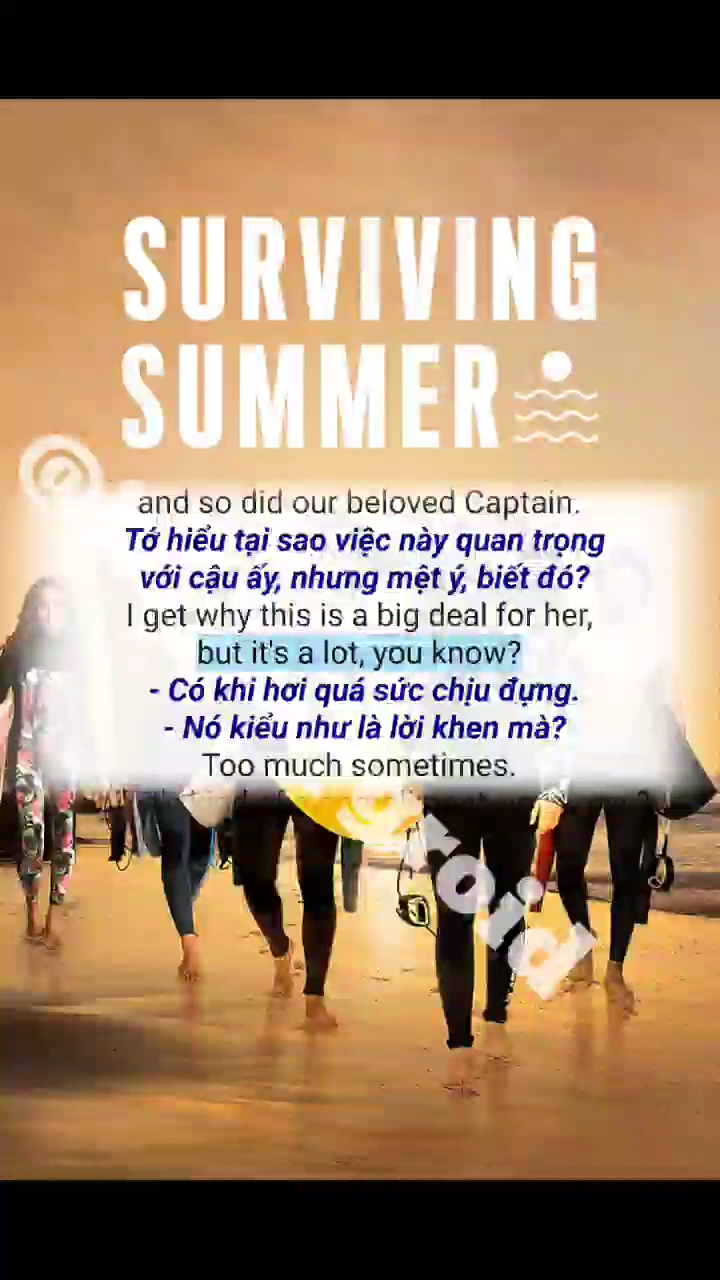 SURVIVING
SUMMER
@
and so did our beloved Captain.
Tớ hiểu tại sao việc này quan trọng
với cậu ấy, nhưng mệt ý, biết đó?
I get why this is a big deal for her,
but it's a lot, you know?
- Có khi hơi quá sức chịu đựng.
- Nó kiểu như là lời khen mà?
Too much sometimes.
roid